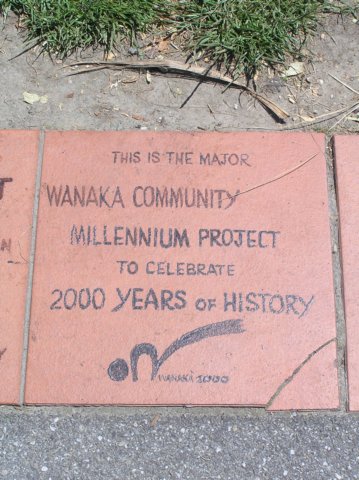 THIS IS THE MAJOR
WANAKA COMMUNITY
MILLENNIUM PROJECT
TO CELEBRATE
2000 YEARS OF HISTORY
WANAKA 2000